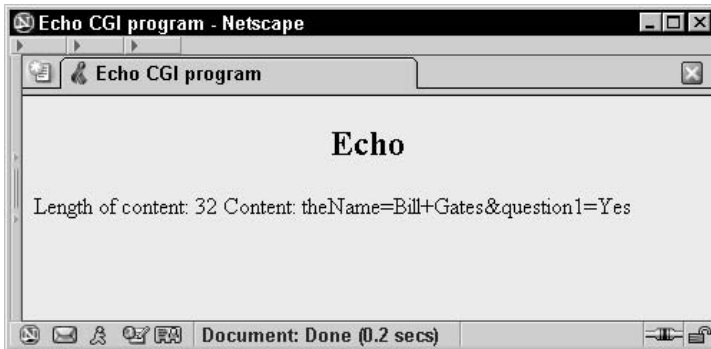 Echo CGI program - Netscape
Echo CGI program
Echo
Length of content: 32 Content: theName=Bill+Gates&question1=Yes
Document: Done (0.2 secs)